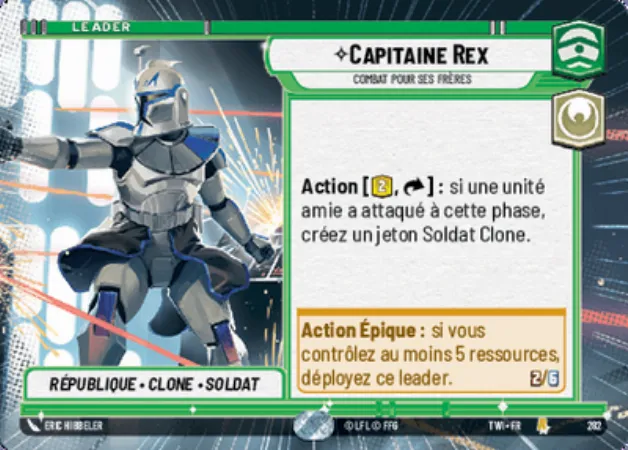 LEADER
CAPITAINE REX
COMBAT POUR SES FRÈRES
Action [2, ] : si une unité
amie a attaqué à cette phase,
créez un jeton Soldat Clone.
Action Épique : si vous
contrôlez au moins 5 ressources,
déployez ce leader. 2/6
RÉPUBLIQUE • CLONE • SOLDAT
ERIC HIBBELER
© LFL © FFG
TWI • FR
282